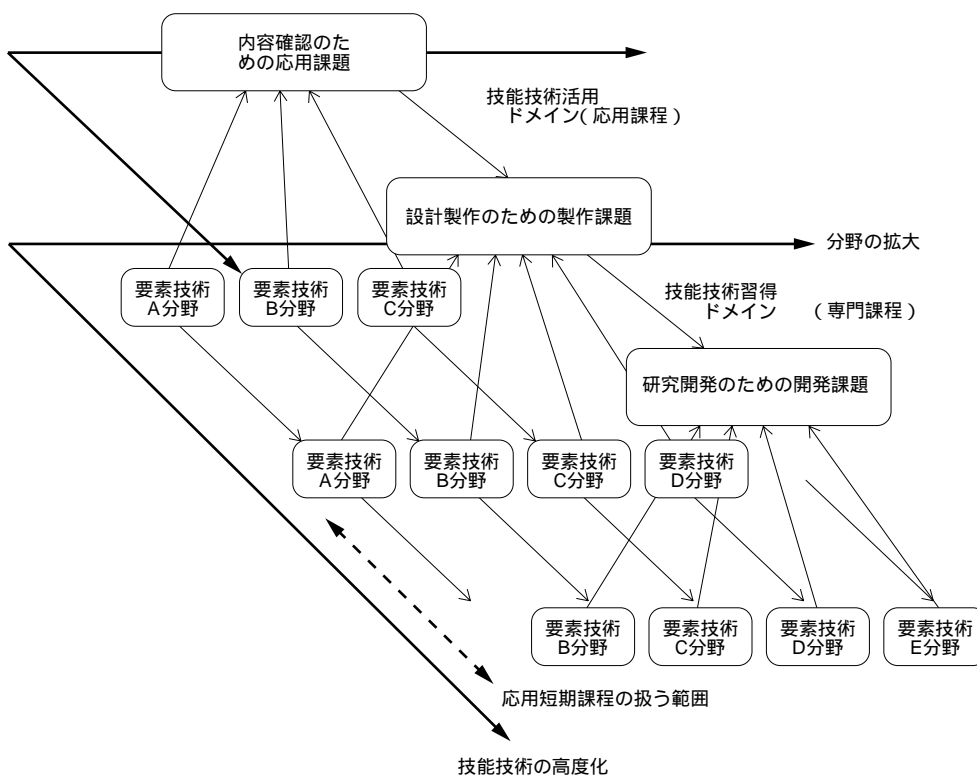 内容確認のた
めの応用課題
技能技術活用
ドメイン(応用課程)
設計製作のための製作課題
分野の拡大
要素技術
A分野
要素技術
B分野
要素技術
C分野
技能技術習得
ドメイン (専門課程)
研究開発のための開発課題
要素技術
A分野
要素技術
B分野
要素技術
C分野
要素技術
D分野
要素技術
B分野
要素技術
C分野
要素技術
D分野
要素技術
E分野
応用短期課程の扱う範囲
技能技術の高度化